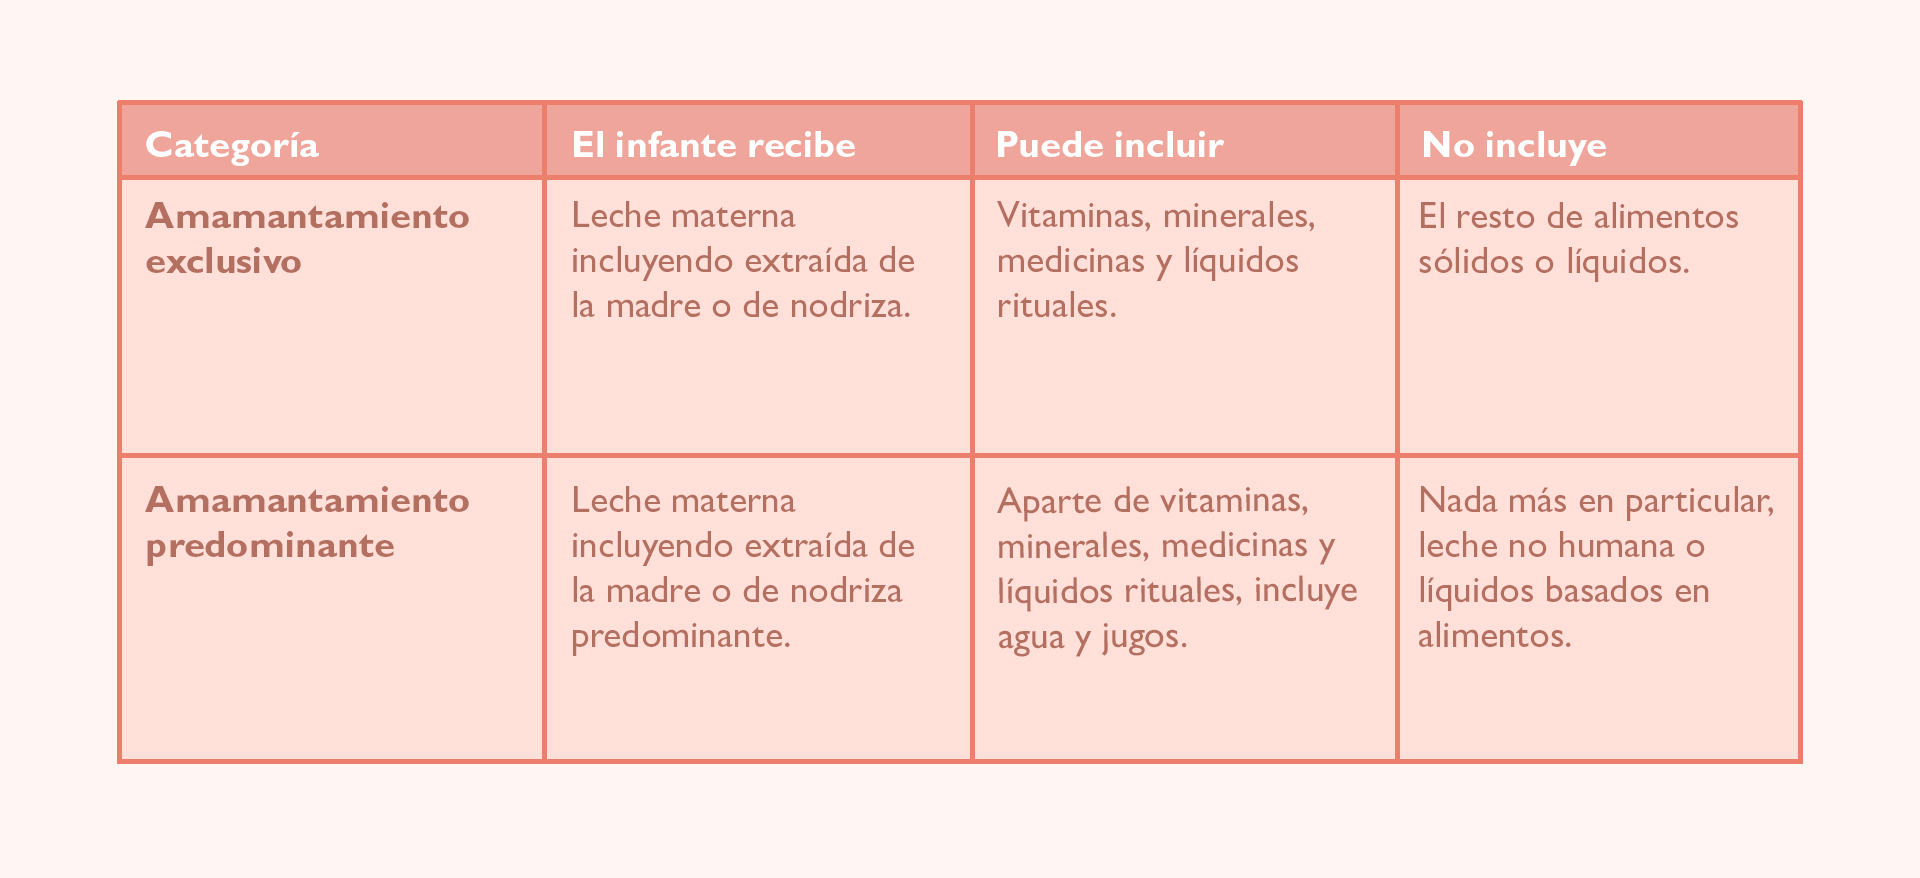 Categoría
El infante recibe
Puede incluir
No incluye
Amamantamiento
exclusivo
Leche materna
incluyendo extraída de
la madre o de nodriza.
Vitaminas, minerales,
medicinas y líquidos
rituales.
El resto de alimentos
sólidos o líquidos.
Amamantamiento
predominante
Leche materna
incluyendo extraída de
la madre o de nodriza
predominante.
Aparte de vitaminas,
minerales, medicinas y
líquidos rituales, incluye
agua y jugos.
Nada más en particular,
leche no humana o
líquidos basados en
alimentos.